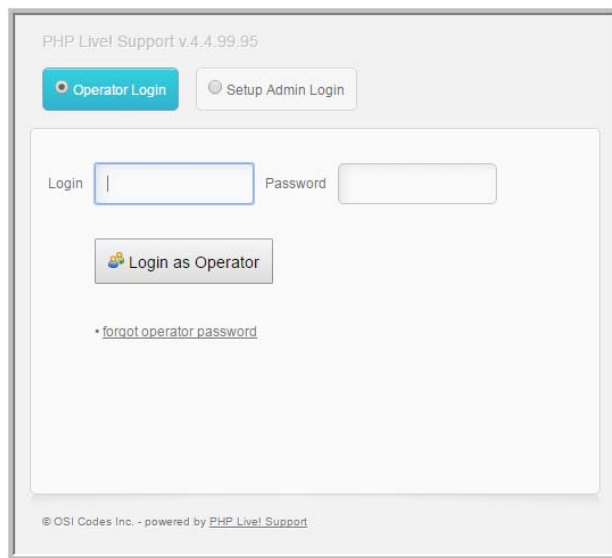 PHP Live! Support v.4.4.99.95
Operator Login Setup Admin Login
Login Password
Login as Operator
• forgot operator password
© OSI Codes Inc. - powered by PHP Live! Support